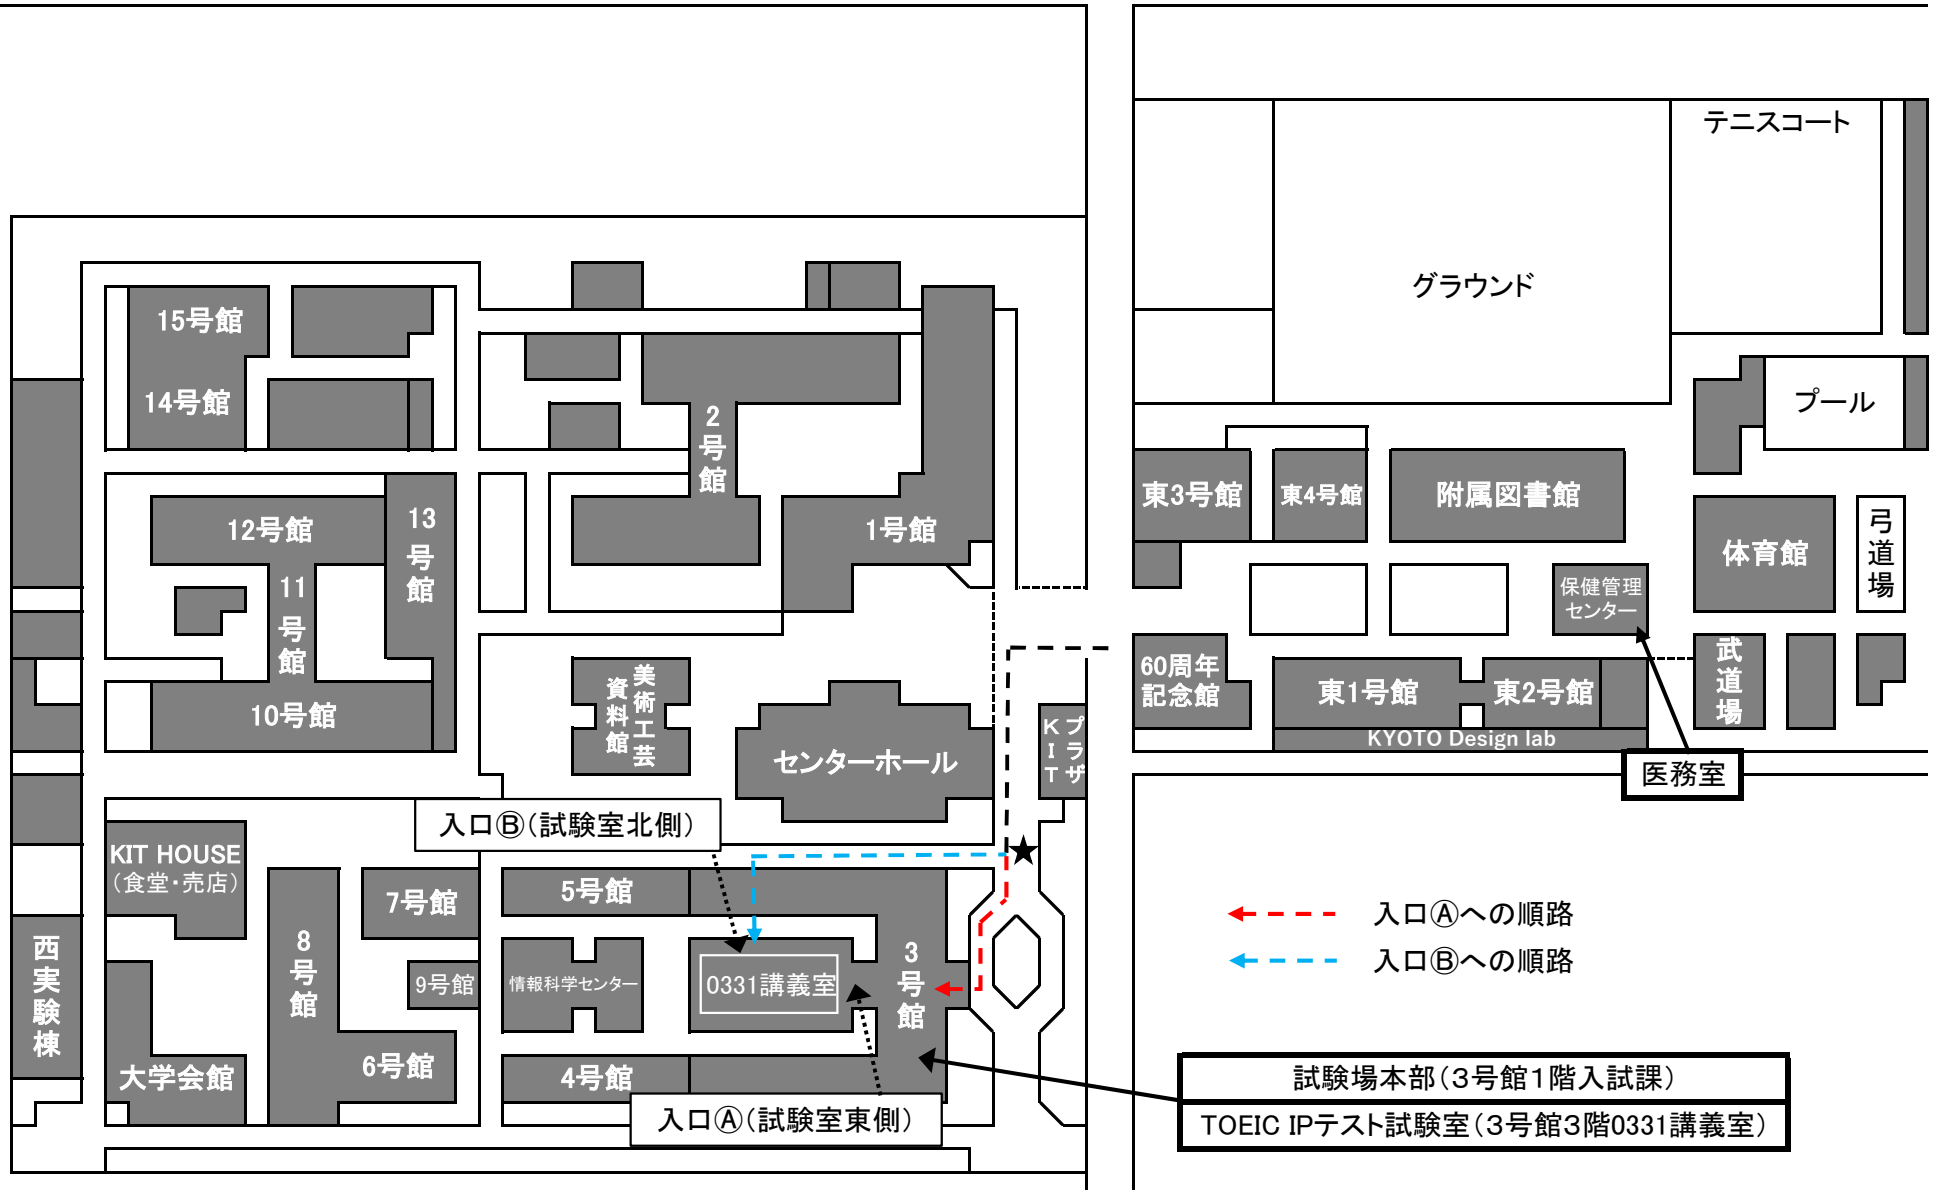 テニスコート
グラウンド
15号館
14号館
プール
2号館
12号館
13号館
1号館
東3号館
東4号館
附属図書館
体育館
弓道場
11号館
保健管理
センター
10号館
美術工芸
資料館
センターホール
プラザ
KIT
60周年
記念館
東1号館
東2号館
武道場
KYOTO Design lab
医務室
入口Ⓑ(試験室北側)
KIT HOUSE
(食堂・売店)
5号館
7号館
8号館
西実験棟
9号館
情報科学センター
0331講義室
3号館
★
入口Ⓐへの順路
入口Ⓑへの順路
大学会館
6号館
4号館
入口Ⓐ(試験室東側)
試験場本部(3号館1階入試課)
TOEIC IPテスト試験室(3号館3階0331講義室)